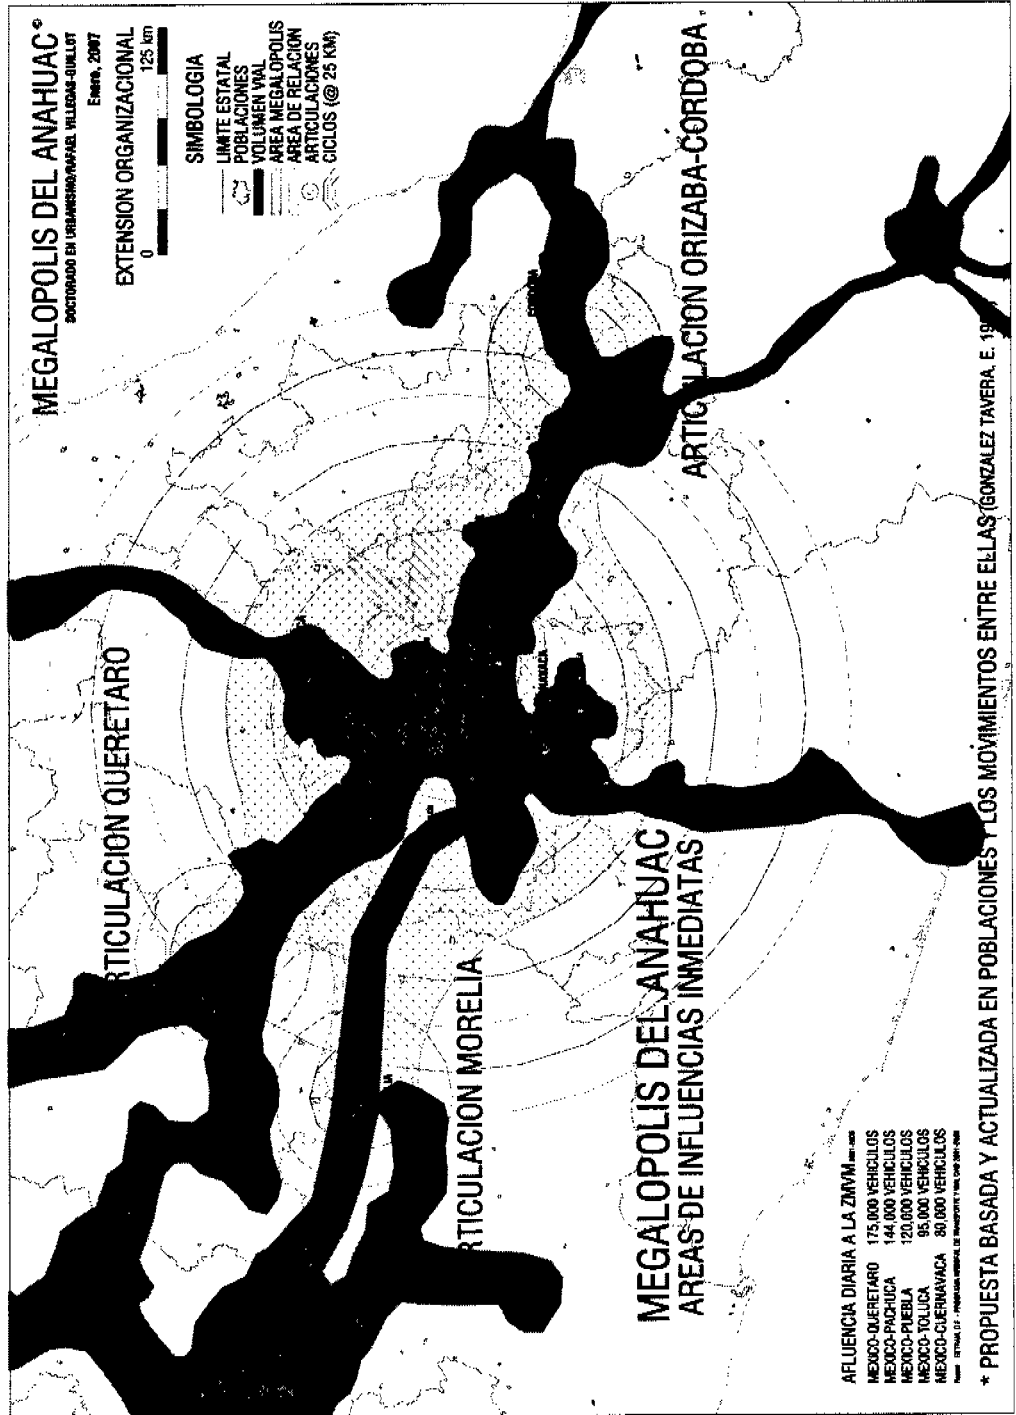 MEGALOPOLIS DEL ANAHUAC©
DOCTORADO EN URBANISMO/RAFAEL VILLEGAS-GUILLOT
Enero, 2007
EXTENSION ORGANIZACIONAL
0 125 km
SIMBOLOGIA
LIMITE ESTATAL
POBLACIONES
VOLUMEN VIAL
AREA MEGALOPOLIS
AREA DE RELACION
ARTICULACIONES
CICLOS (@ 25 KM)
RTICULACION QUERETARO
ARTICULACION ORIZABA-CORDOBA
RTICULACION MORELIA
MEGALOPOLIS DEL ANAHUAC
AREAS DE INFLUENCIAS INMEDIATAS
AFLUENCIA DIARIA A LA ZMVM
MEXICO-QUERETARO 175,000 VEHICULOS
MEXICO-PACHUCA 144,000 VEHICULOS
MEXICO-PUEBLA 120,000 VEHICULOS
MEXICO-TOLUCA 95,000 VEHICULOS
MEXICO-CUERNAVACA 80,000 VEHICULOS
* PROPUESTA BASADA Y ACTUALIZADA EN POBLACIONES Y LOS MOVIMIENTOS ENTRE ELLAS (GONZALEZ TAVERA, E.